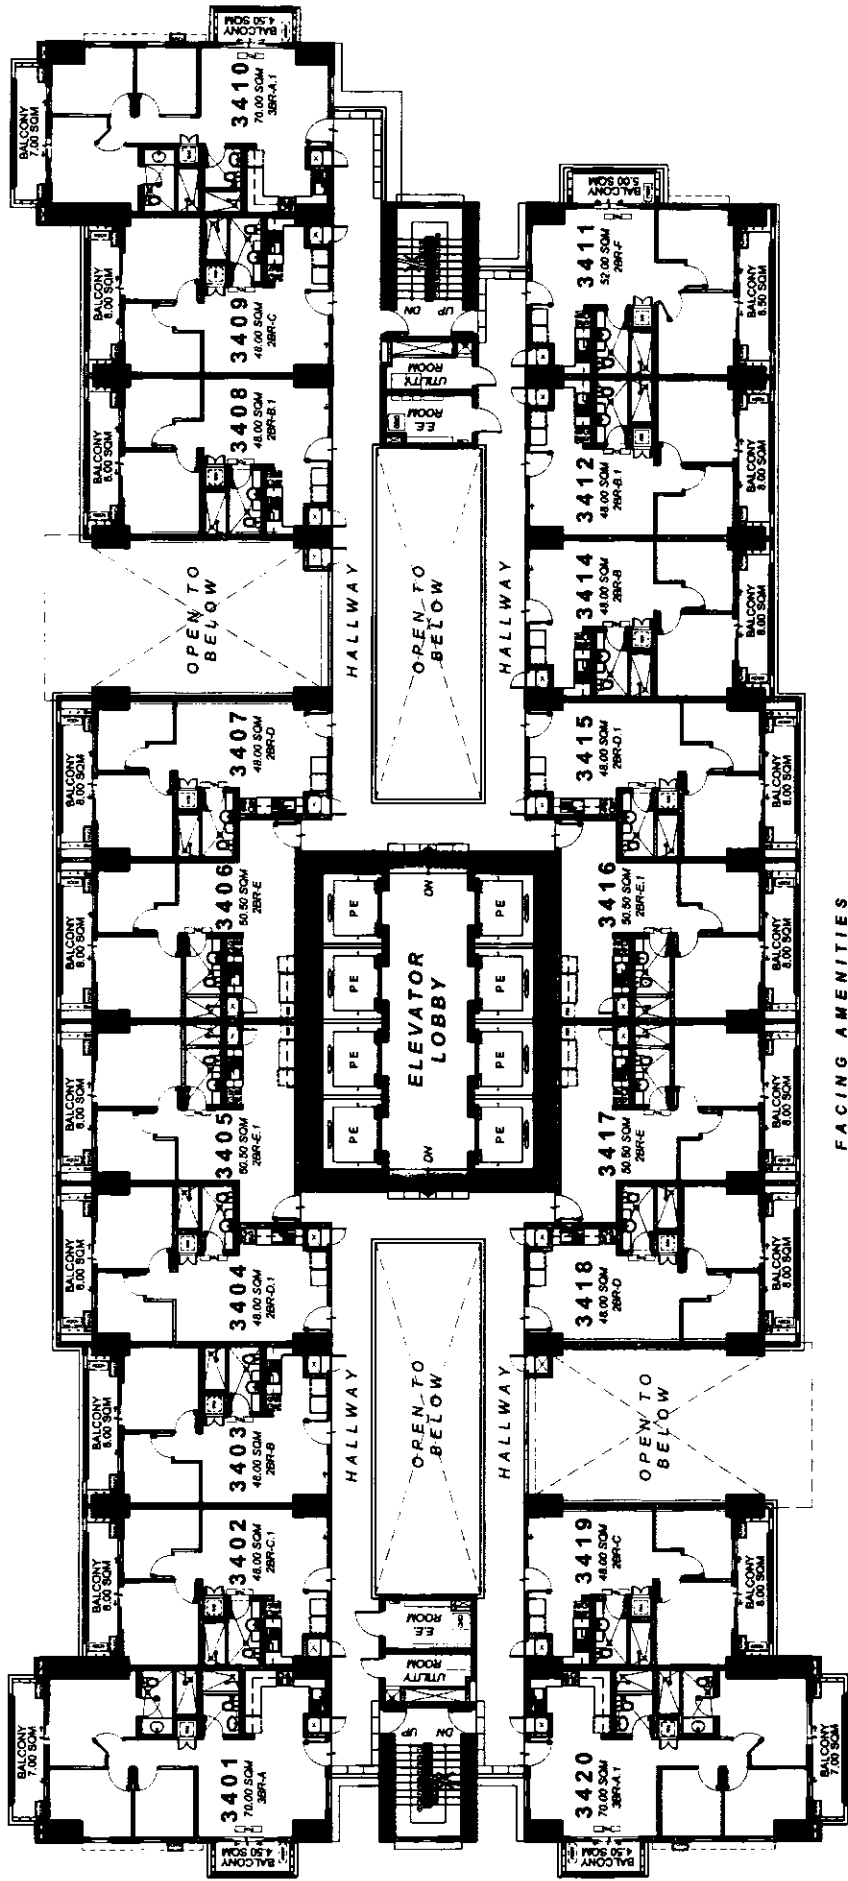 BALCONY
4.50 SQM
BALCONY
7.00 SQM
3410
70.00 SQM
3BR-A.1
BALCONY
8.00 SQM
3409
48.00 SQM
2BR-C
BALCONY
8.00 SQM
3408
48.00 SQM
2BR-B.1
OPEN TO
BELOW
BALCONY
8.00 SQM
3407
48.00 SQM
2BR-D
BALCONY
8.00 SQM
3406
50.50 SQM
2BR-E
BALCONY
8.00 SQM
3405
50.50 SQM
2BR-E.1
BALCONY
8.00 SQM
3404
48.00 SQM
2BR-D.1
BALCONY
8.00 SQM
3403
48.00 SQM
2BR-B
BALCONY
8.00 SQM
3402
48.00 SQM
2BR-C.1
BALCONY
7.00 SQM
3401
70.00 SQM
3BR-A
BALCONY
4.50 SQM
HALLWAY
HALLWAY
DN
UP
UTILITY
ROOM
E.E.
ROOM
OPEN TO
BELOW
DN
PE
PE
PE
PE
ELEVATOR
LOBBY
PE
PE
PE
PE
DN
OPEN TO
BELOW
E.E.
ROOM
UTILITY
ROOM
UP
DN
HALLWAY
HALLWAY
BALCONY
5.00 SQM
3411
52.00 SQM
2BR-F
BALCONY
8.50 SQM
3412
48.00 SQM
2BR-B.1
BALCONY
8.00 SQM
3414
48.00 SQM
2BR-B
BALCONY
8.00 SQM
3415
48.00 SQM
2BR-D.1
BALCONY
8.00 SQM
3416
50.50 SQM
2BR-E.1
BALCONY
8.00 SQM
3417
50.50 SQM
2BR-E
BALCONY
8.00 SQM
3418
48.00 SQM
2BR-D
BALCONY
8.00 SQM
OPEN TO
BELOW
3419
48.00 SQM
2BR-C
BALCONY
8.00 SQM
3420
70.00 SQM
3BR-A.1
BALCONY
7.00 SQM
BALCONY
4.50 SQM
FACING AMENITIES